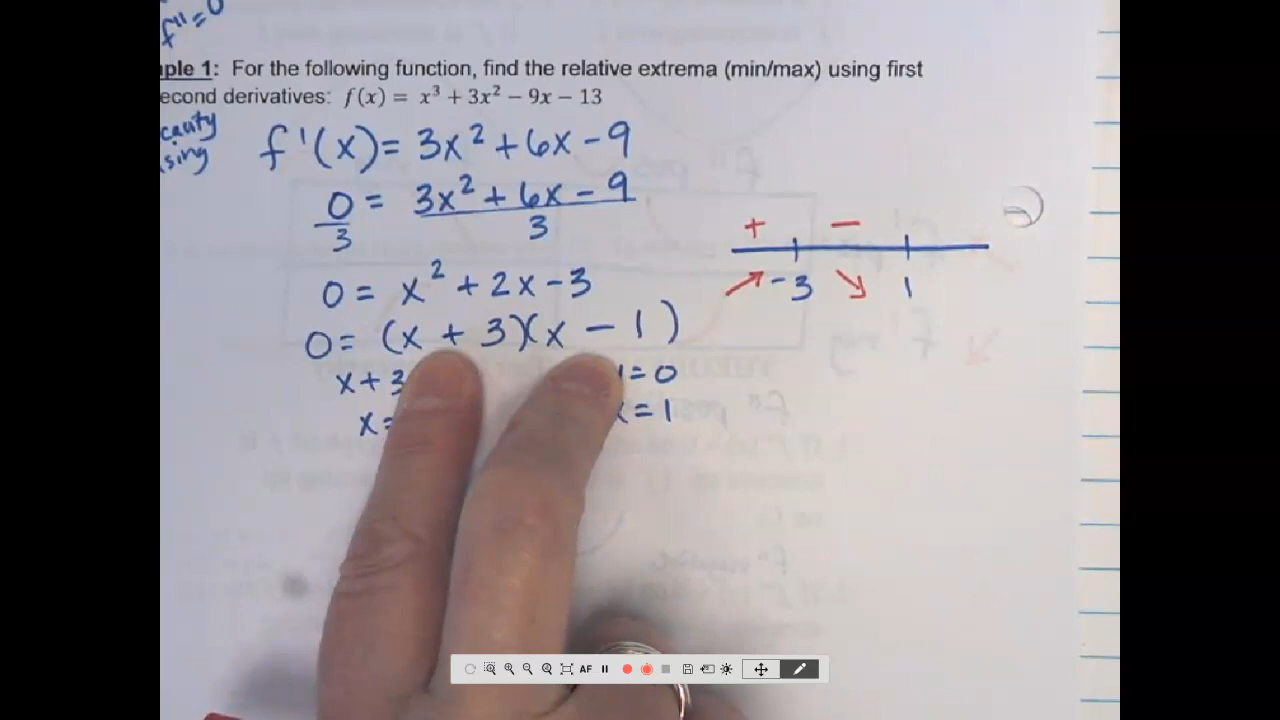 f''=0
ple 1: For the following function, find the relative extrema (min/max) using first
econd derivatives: f(x) = x³ + 3x² − 9x − 13
cavity
sing
f'(x) = 3x² + 6x − 9
0 = 3x² + 6x − 9
3 3
+ −
−3 1
0 = x² + 2x − 3
0 = (x + 3)(x − 1)
x + 3 1 = 0
x = x = 1
AF